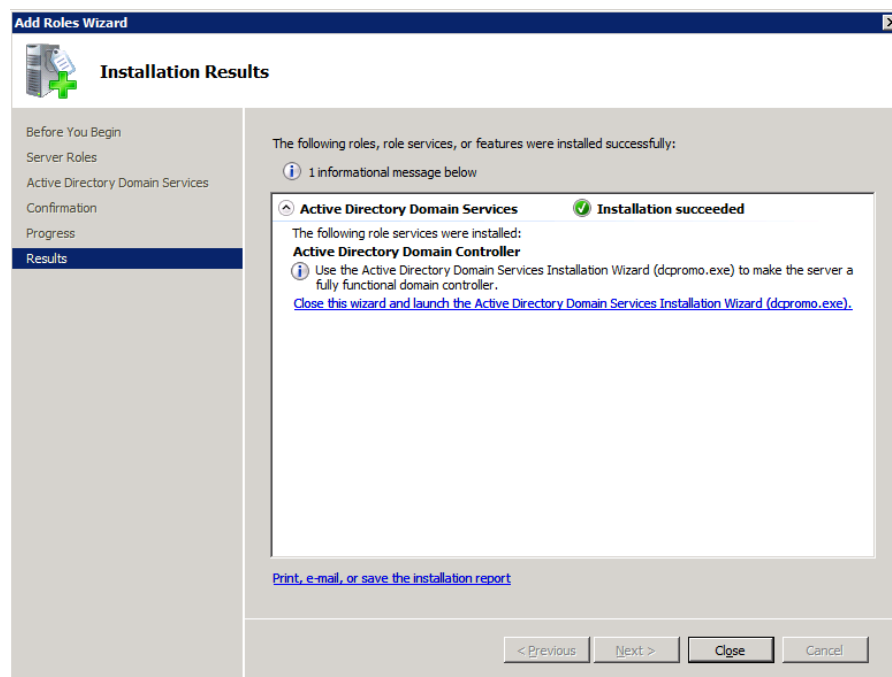 Add Roles Wizard
Installation Results
Before You Begin
Server Roles
Active Directory Domain Services
Confirmation
Progress
Results
The following roles, role services, or features were installed successfully:
1 informational message below
Active Directory Domain Services Installation succeeded
The following role services were installed:
Active Directory Domain Controller
Use the Active Directory Domain Services Installation Wizard (dcpromo.exe) to make the server a
fully functional domain controller.
Close this wizard and launch the Active Directory Domain Services Installation Wizard (dcpromo.exe).
Print, e-mail, or save the installation report
< Previous Next > Close Cancel